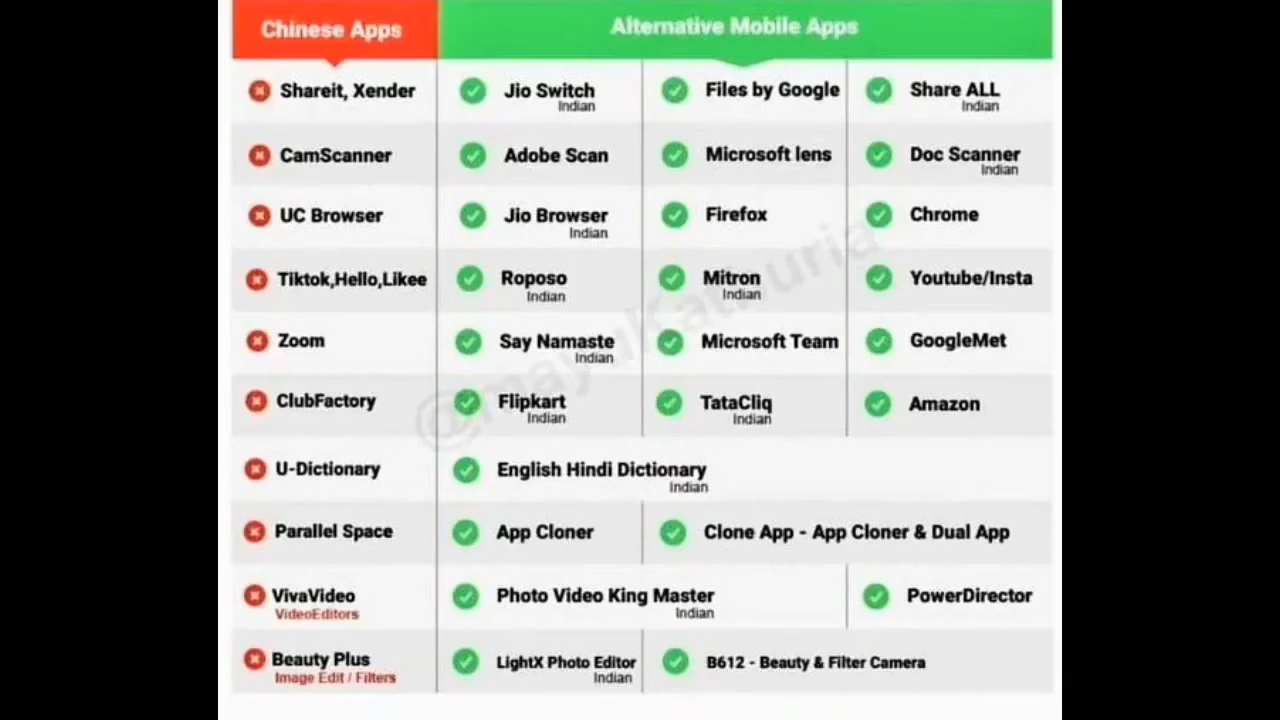 Chinese Apps Alternative Mobile Apps
Shareit, Xender Jio Switch Files by Google Share ALL
Indian Indian
CamScanner Adobe Scan Microsoft lens Doc Scanner
Indian
UC Browser Jio Browser Firefox Chrome
Indian
Tiktok,Hello,Likee Roposo Mitron Youtube/Insta
Indian Indian
Zoom Say Namaste Microsoft Team GoogleMet
Indian
ClubFactory Flipkart TataCliq Amazon
Indian Indian
U-Dictionary English Hindi Dictionary
Indian
Parallel Space App Cloner Clone App - App Cloner & Dual App
VivaVideo Photo Video King Master PowerDirector
VideoEditors Indian
Beauty Plus LightX Photo Editor B612 - Beauty & Filter Camera
Image Edit / Filters Indian
@mayukathuria